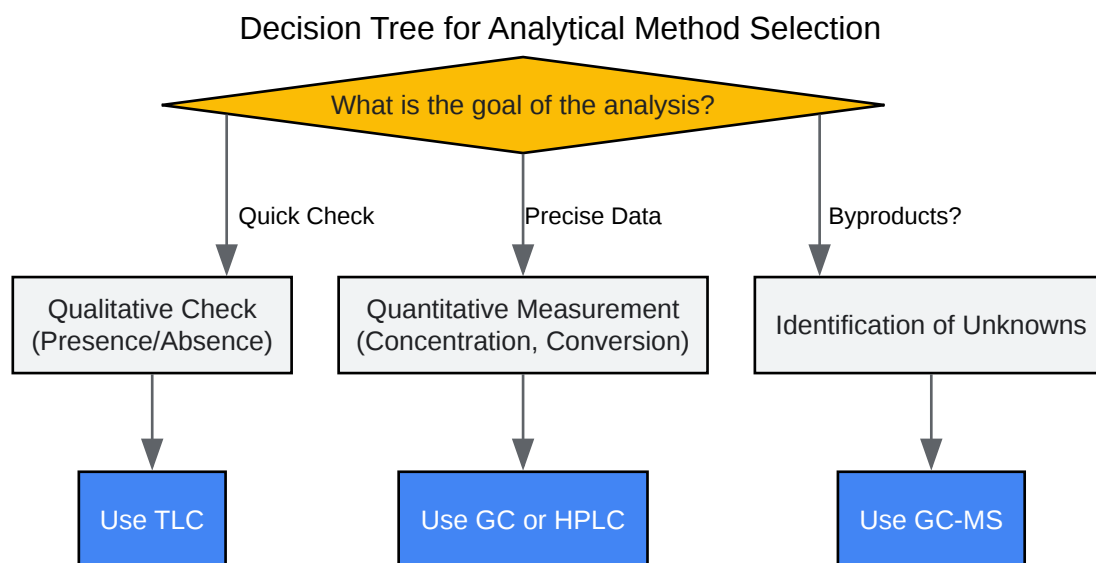 Decision Tree for Analytical Method Selection
What is the goal of the analysis?
Quick Check
Precise Data
Byproducts?
Qualitative Check
(Presence/Absence)
Quantitative Measurement
(Concentration, Conversion)
Identification of Unknowns
Use TLC
Use GC or HPLC
Use GC-MS